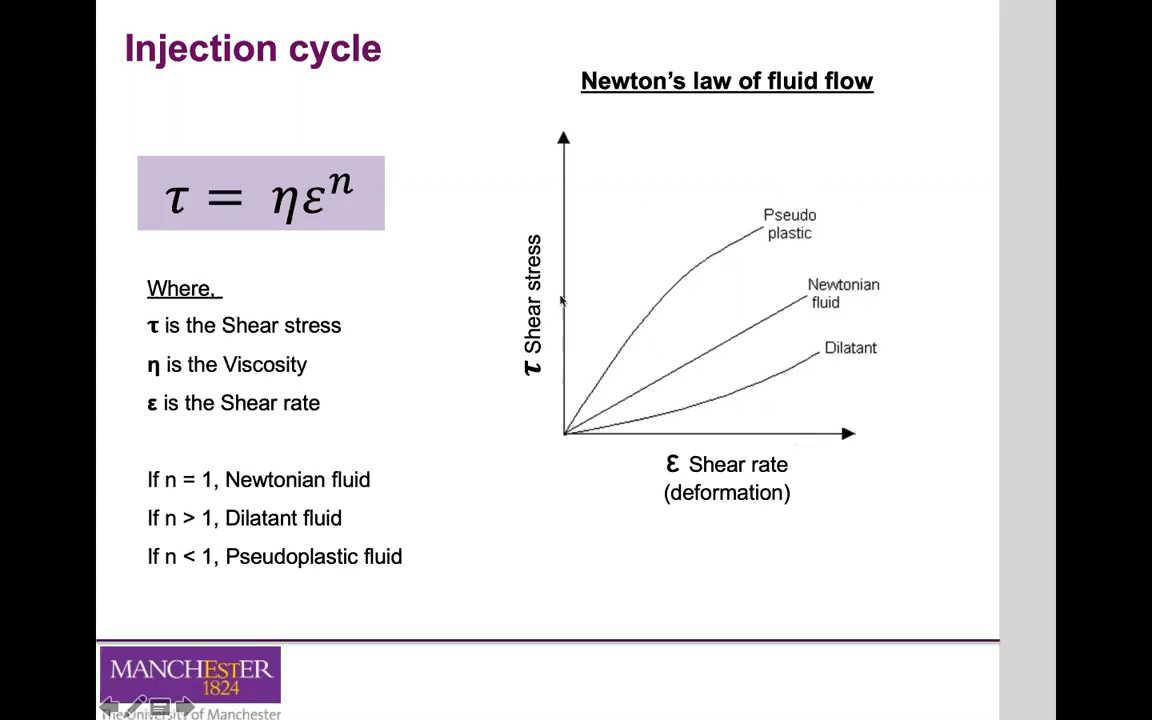 Injection cycle
Newton's law of fluid flow
τ = ηε^n
Where,
τ is the Shear stress
η is the Viscosity
ε is the Shear rate
If n = 1, Newtonian fluid
If n > 1, Dilatant fluid
If n < 1, Pseudoplastic fluid
τ Shear stress
Pseudo
plastic
Newtonian
fluid
Dilatant
ε Shear rate
(deformation)
MANCHESTER
1824
The University of Manchester